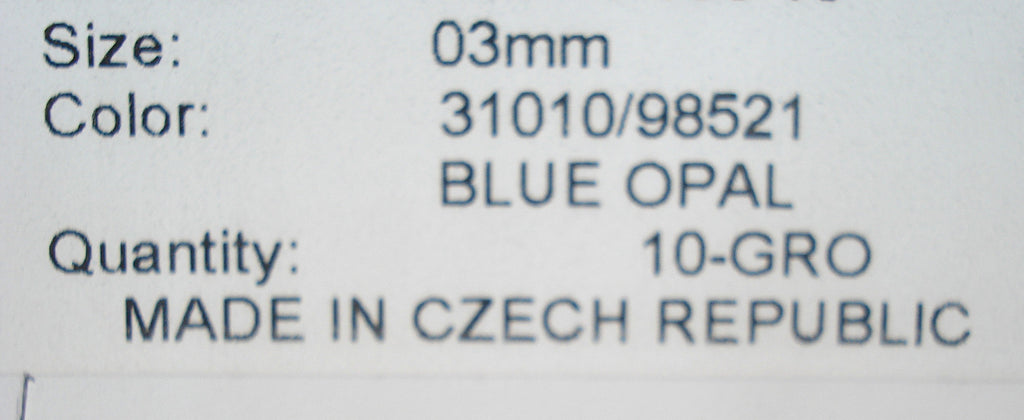 Size: 03mm
Color: 31010/98521
BLUE OPAL
Quantity: 10-GRO
MADE IN CZECH REPUBLIC